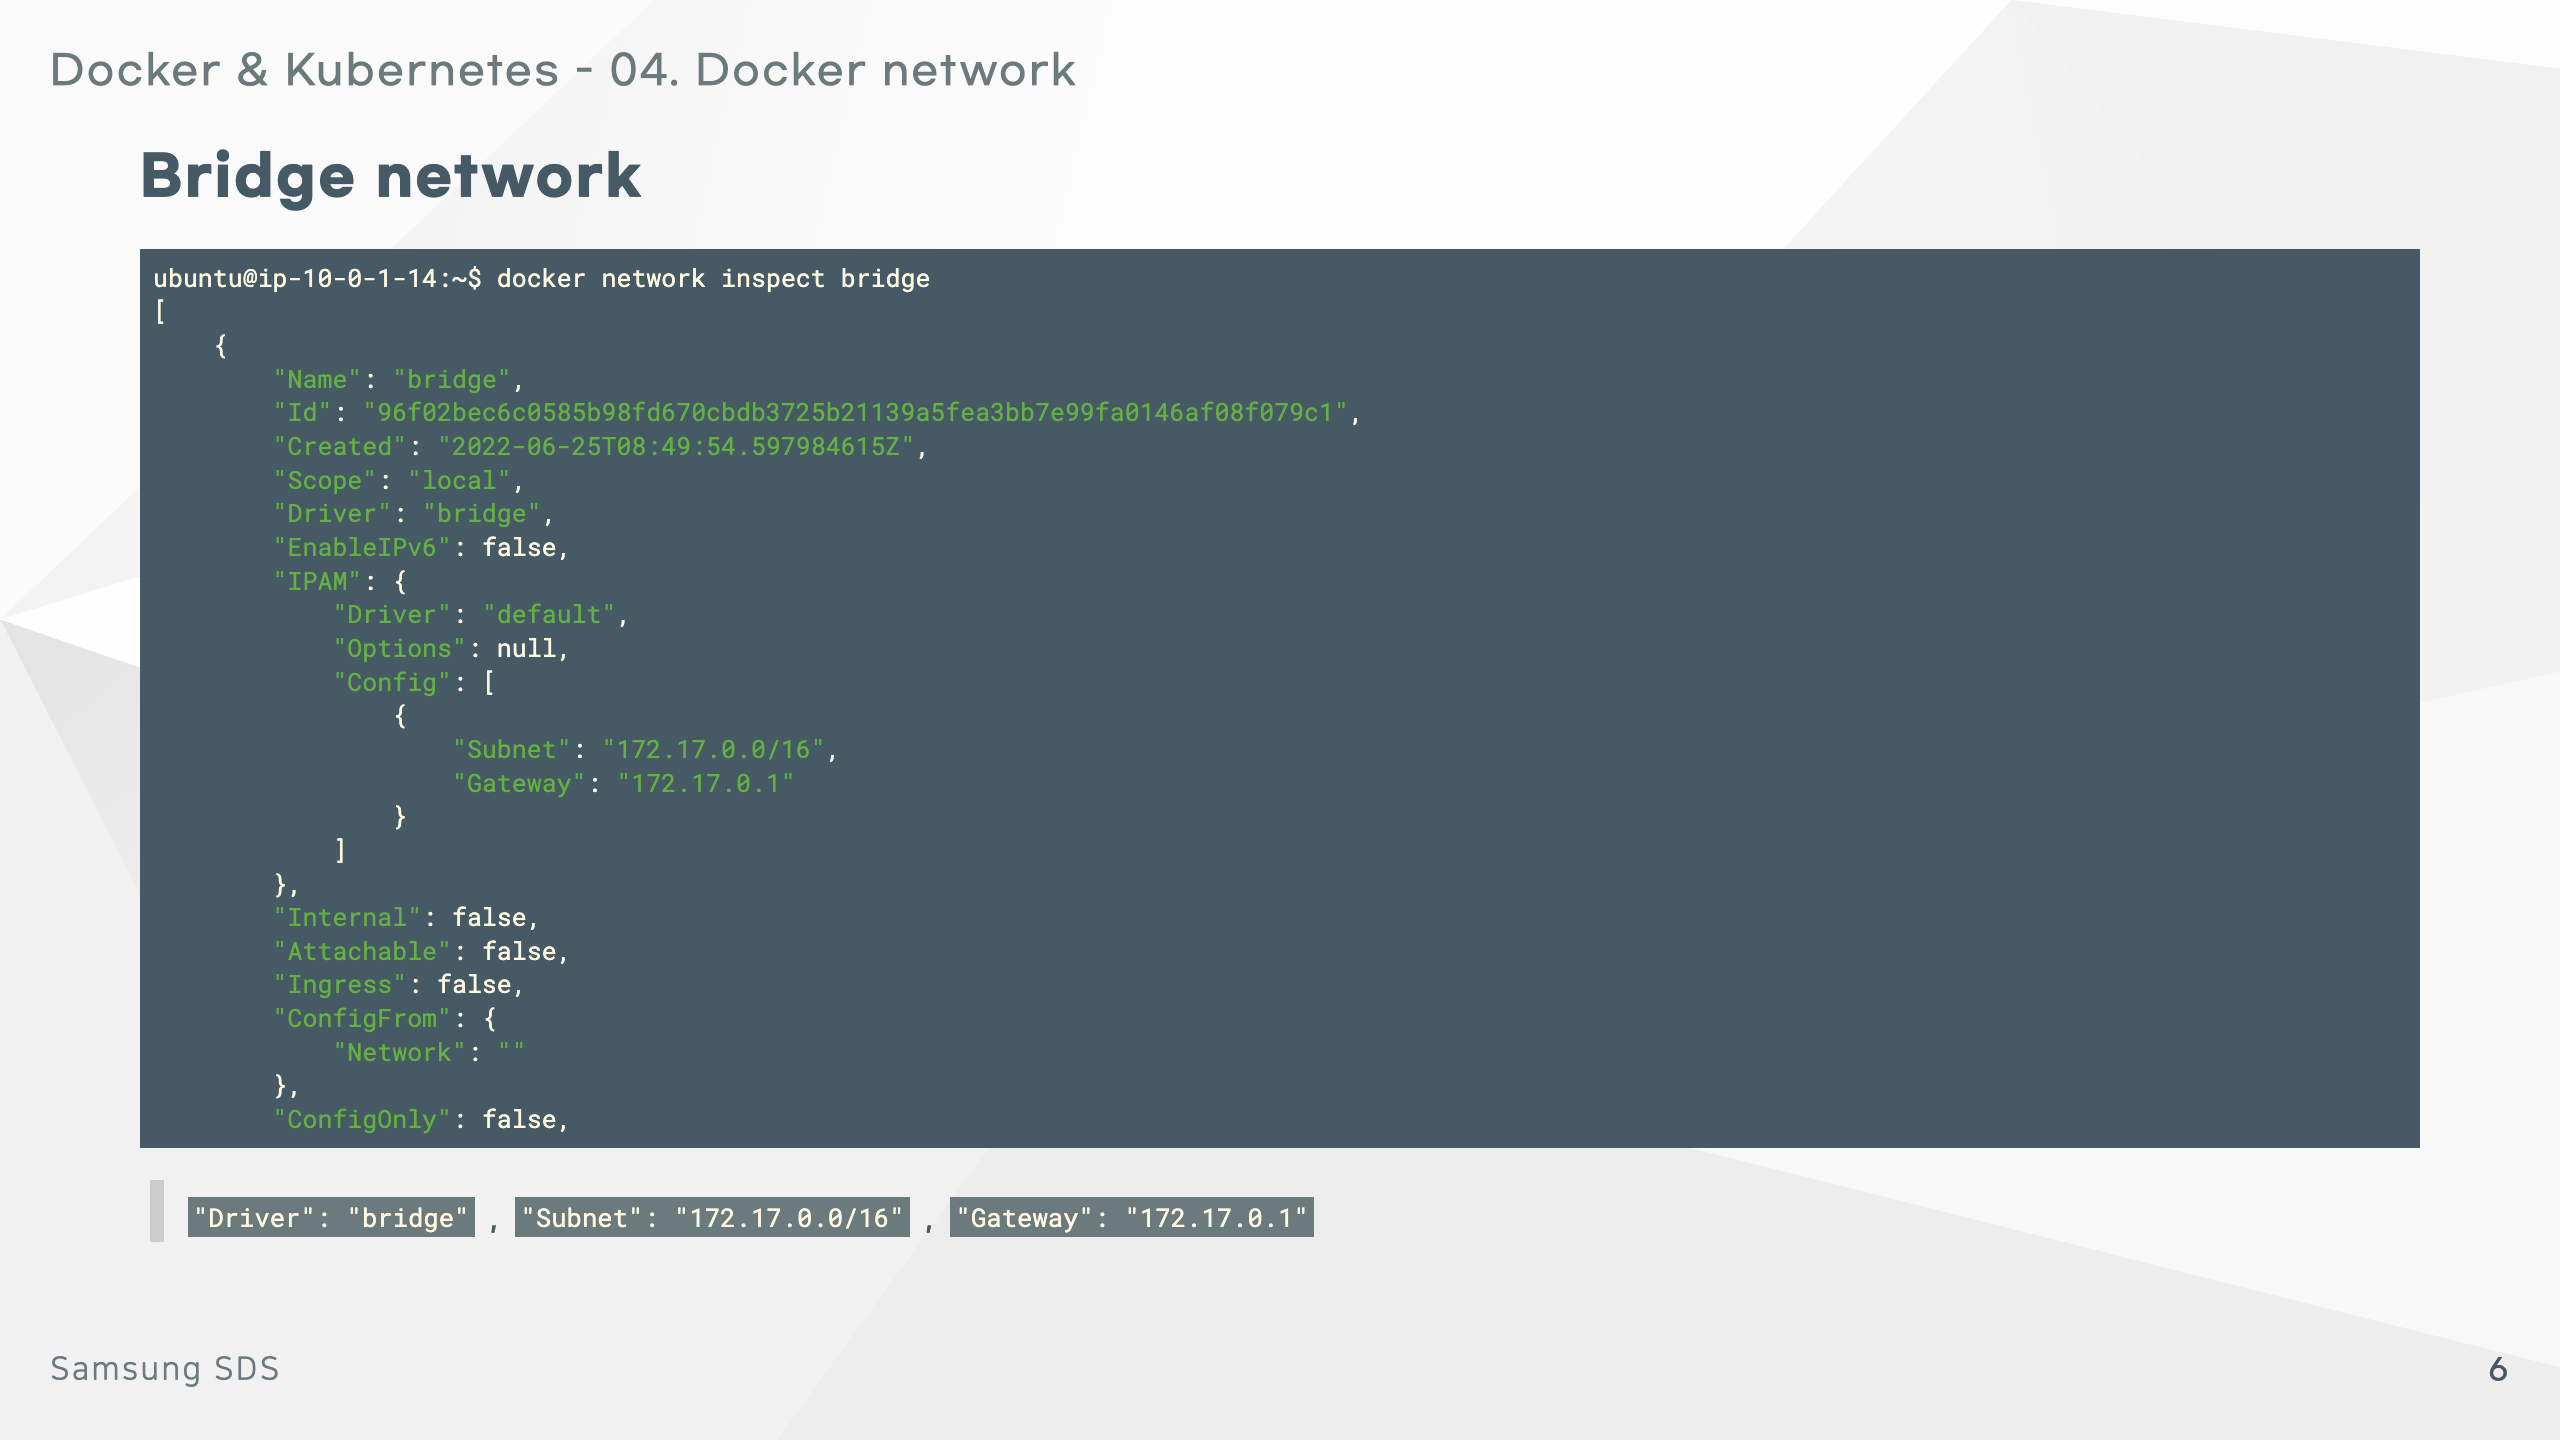 Docker & Kubernetes - 04. Docker network
Bridge network
ubuntu@ip-10-0-1-14:~$ docker network inspect bridge
[
    {
        "Name": "bridge",
        "Id": "96f02bec6c0585b98fd670cbdb3725b21139a5fea3bb7e99fa0146af08f079c1",
        "Created": "2022-06-25T08:49:54.597984615Z",
        "Scope": "local",
        "Driver": "bridge",
        "EnableIPv6": false,
        "IPAM": {
            "Driver": "default",
            "Options": null,
            "Config": [
                {
                    "Subnet": "172.17.0.0/16",
                    "Gateway": "172.17.0.1"
                }
            ]
        },
        "Internal": false,
        "Attachable": false,
        "Ingress": false,
        "ConfigFrom": {
            "Network": ""
        },
        "ConfigOnly": false,
"Driver": "bridge" , "Subnet": "172.17.0.0/16" , "Gateway": "172.17.0.1"
Samsung SDS
6